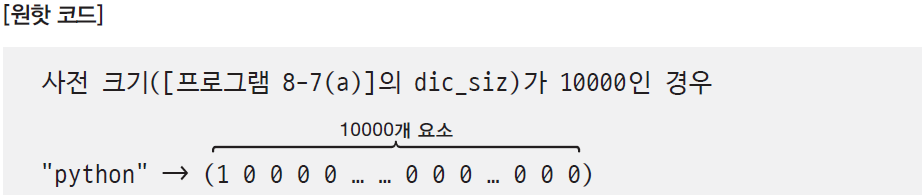 [원핫 코드]
사전 크기([프로그램 8-7(a)]의 dic_siz)가 10000인 경우
10000개 요소
"python" → (1 0 0 0 0 … … 0 0 0 … 0 0 0)